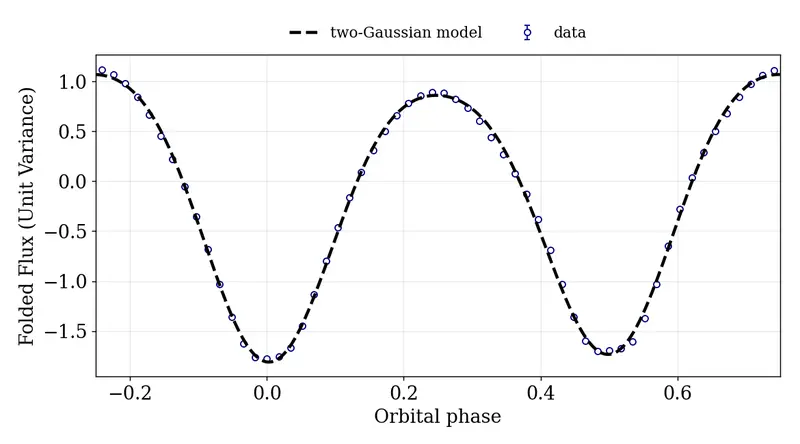 two-Gaussian model
data
Folded Flux (Unit Variance)
1.0
0.5
0.0
−0.5
−1.0
−1.5
−0.2
0.0
0.2
0.4
0.6
Orbital phase